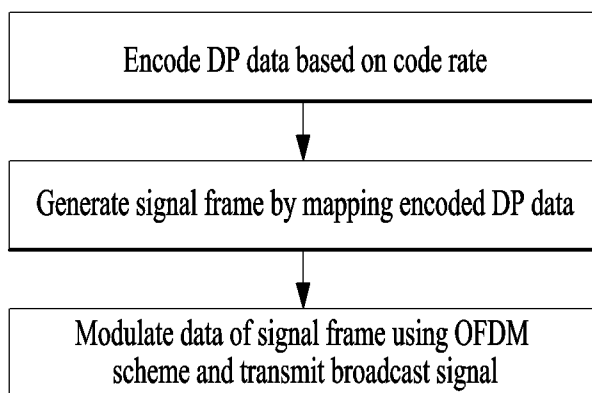 Encode DP data based on code rate
Generate signal frame by mapping encoded DP data
Modulate data of signal frame using OFDM
scheme and transmit broadcast signal